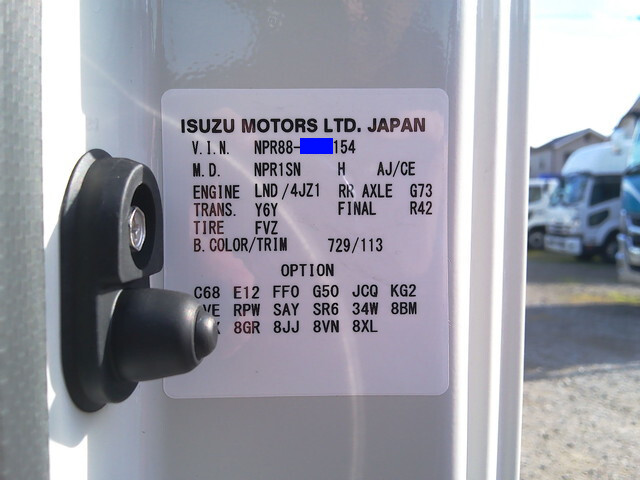 ISUZU MOTORS LTD. JAPAN
V.I.N. NPR88- 154
M.D. NPR1SN H AJ/CE
ENGINE LND/4JZ1 RR AXLE G73
TRANS. Y6Y FINAL R42
TIRE FVZ
B.COLOR/TRIM 729/113
OPTION
C68 E12 FF0 G50 JCQ KG2
RPW SAY SR6 34W 8BM
8GR 8JJ 8VN 8XL